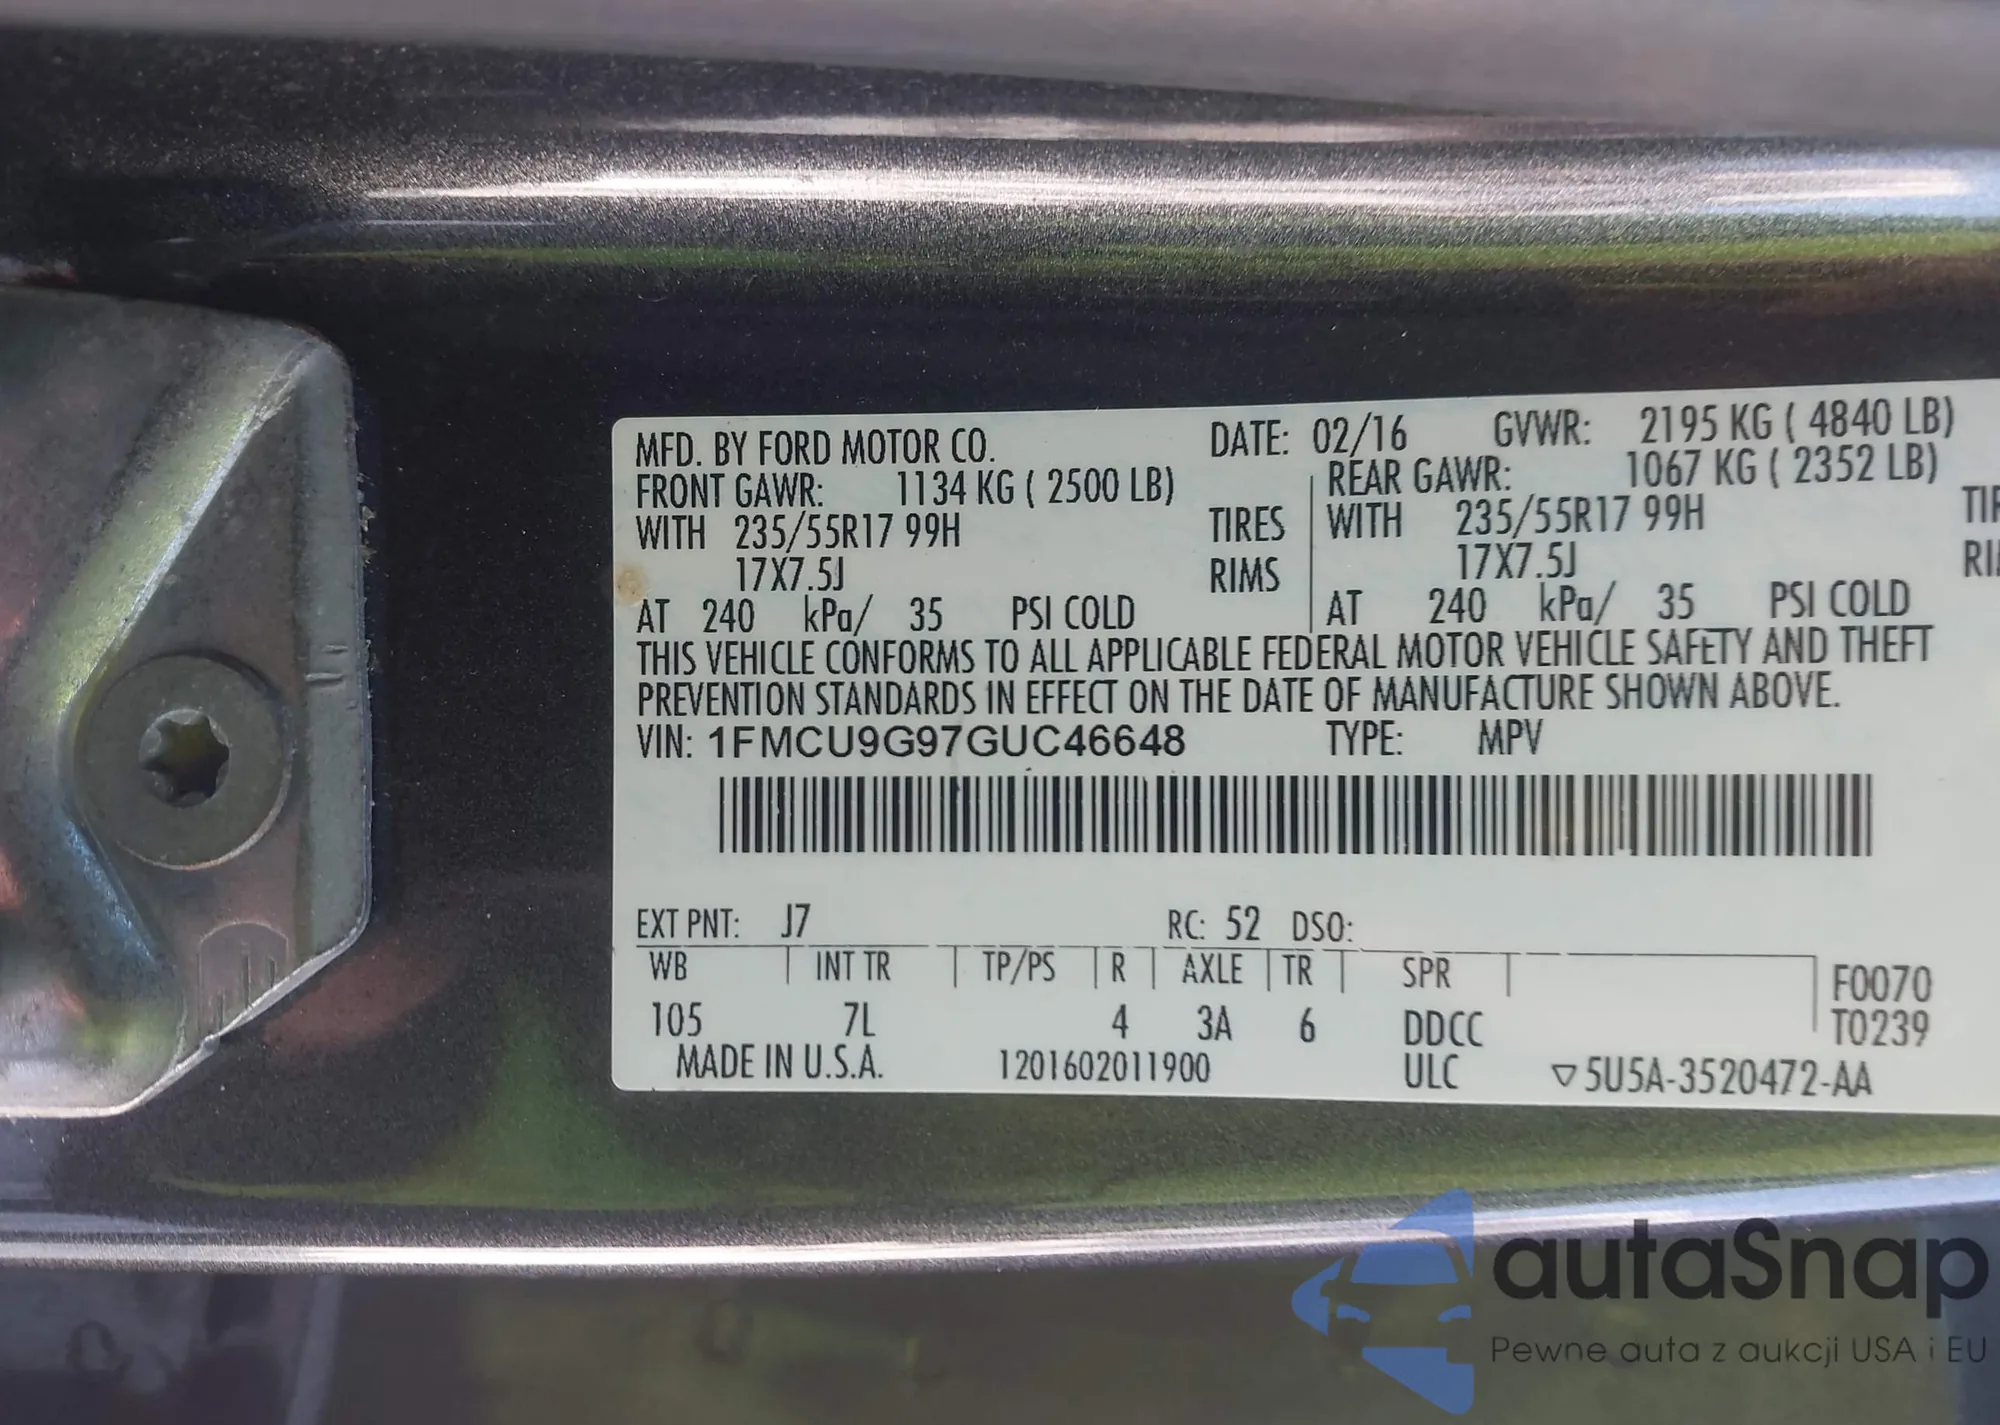 MFD. BY FORD MOTOR CO. DATE: 02/16 GVWR: 2195 KG ( 4840 LB)
FRONT GAWR: 1134 KG ( 2500 LB) REAR GAWR: 1067 KG ( 2352 LB)
WITH 235/55R17 99H TIRES WITH 235/55R17 99H
17X7.5J RIMS 17X7.5J
AT 240 kPa/ 35 PSI COLD AT 240 kPa/ 35 PSI COLD
THIS VEHICLE CONFORMS TO ALL APPLICABLE FEDERAL MOTOR VEHICLE SAFETY AND THEFT
PREVENTION STANDARDS IN EFFECT ON THE DATE OF MANUFACTURE SHOWN ABOVE.
VIN: 1FMCU9G97GUC46648 TYPE: MPV
EXT PNT: J7 RC: 52 DSO:
WB INT TR TP/PS R AXLE TR SPR F0070
105 7L 4 3A 6 DDCC T0239
MADE IN U.S.A. 1201602011900 ULC ▽5U5A-3520472-AA
autaSnap
Pewne auta z aukcji USA i EU